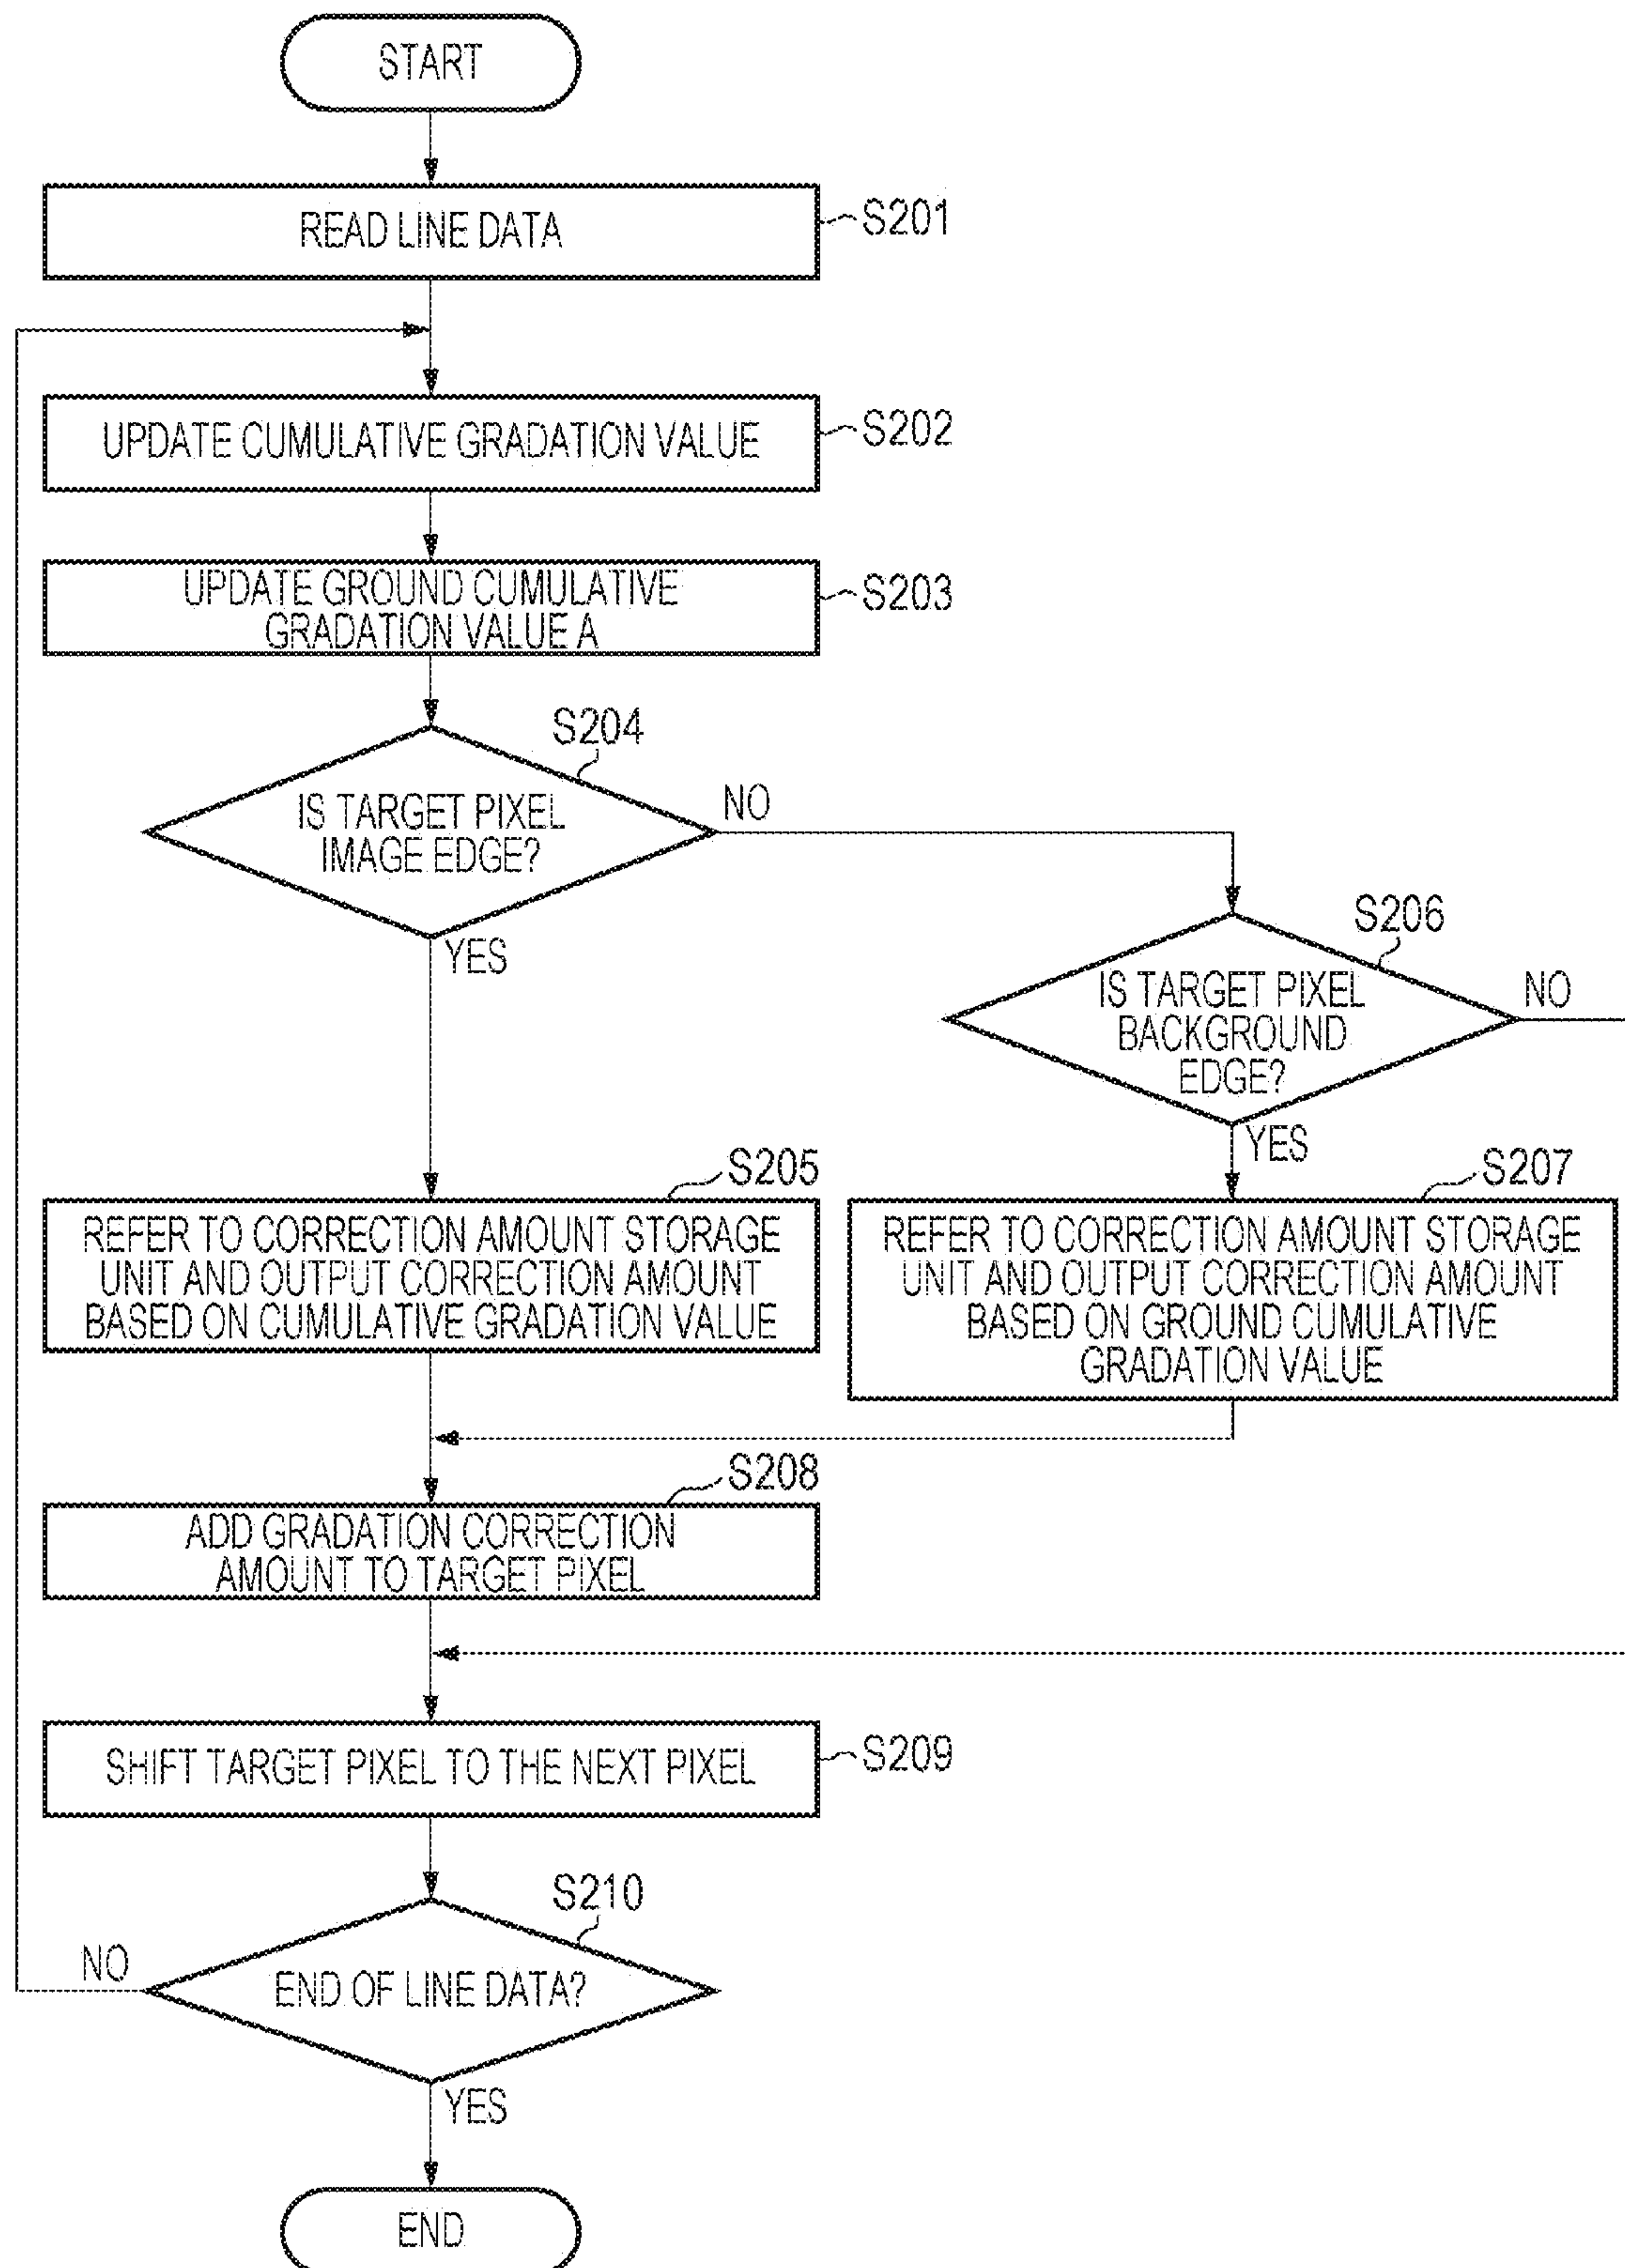 START
READ LINE DATA
S201
UPDATE CUMULATIVE GRADATION VALUE
S202
UPDATE GROUND CUMULATIVE
GRADATION VALUE A
S203
S204
IS TARGET PIXEL
IMAGE EDGE?
NO
YES
S206
IS TARGET PIXEL
BACKGROUND
EDGE?
NO
YES
S205
REFER TO CORRECTION AMOUNT STORAGE
UNIT AND OUTPUT CORRECTION AMOUNT
BASED ON CUMULATIVE GRADATION VALUE
S207
REFER TO CORRECTION AMOUNT STORAGE
UNIT AND OUTPUT CORRECTION AMOUNT
BASED ON GROUND CUMULATIVE
GRADATION VALUE
S208
ADD GRADATION CORRECTION
AMOUNT TO TARGET PIXEL
SHIFT TARGET PIXEL TO THE NEXT PIXEL
S209
S210
END OF LINE DATA?
NO
YES
END